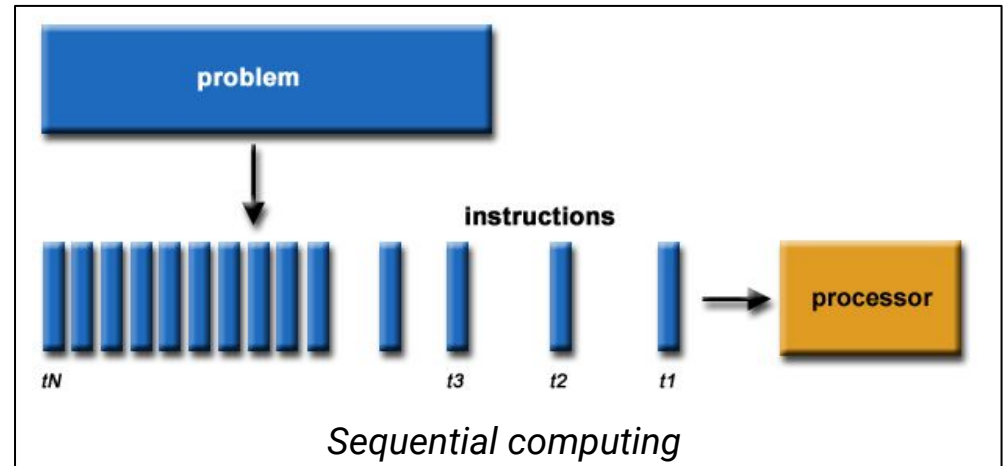 problem
instructions
processor
tN t3 t2 t1
Sequential computing